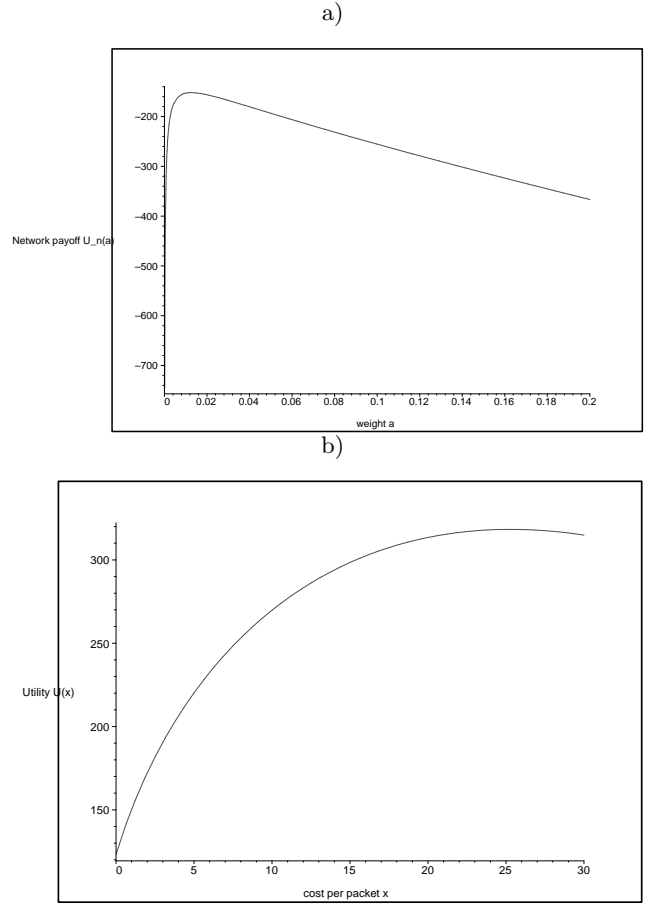 a)
−200
−300
−400
Network payoff U_n(a)
−500
−600
−700
0 0.02 0.04 0.06 0.08 0.1 0.12 0.14 0.16 0.18 0.2
weight a
b)
300
250
Utility U(x)
200
150
0 5 10 15 20 25 30
cost per packet x